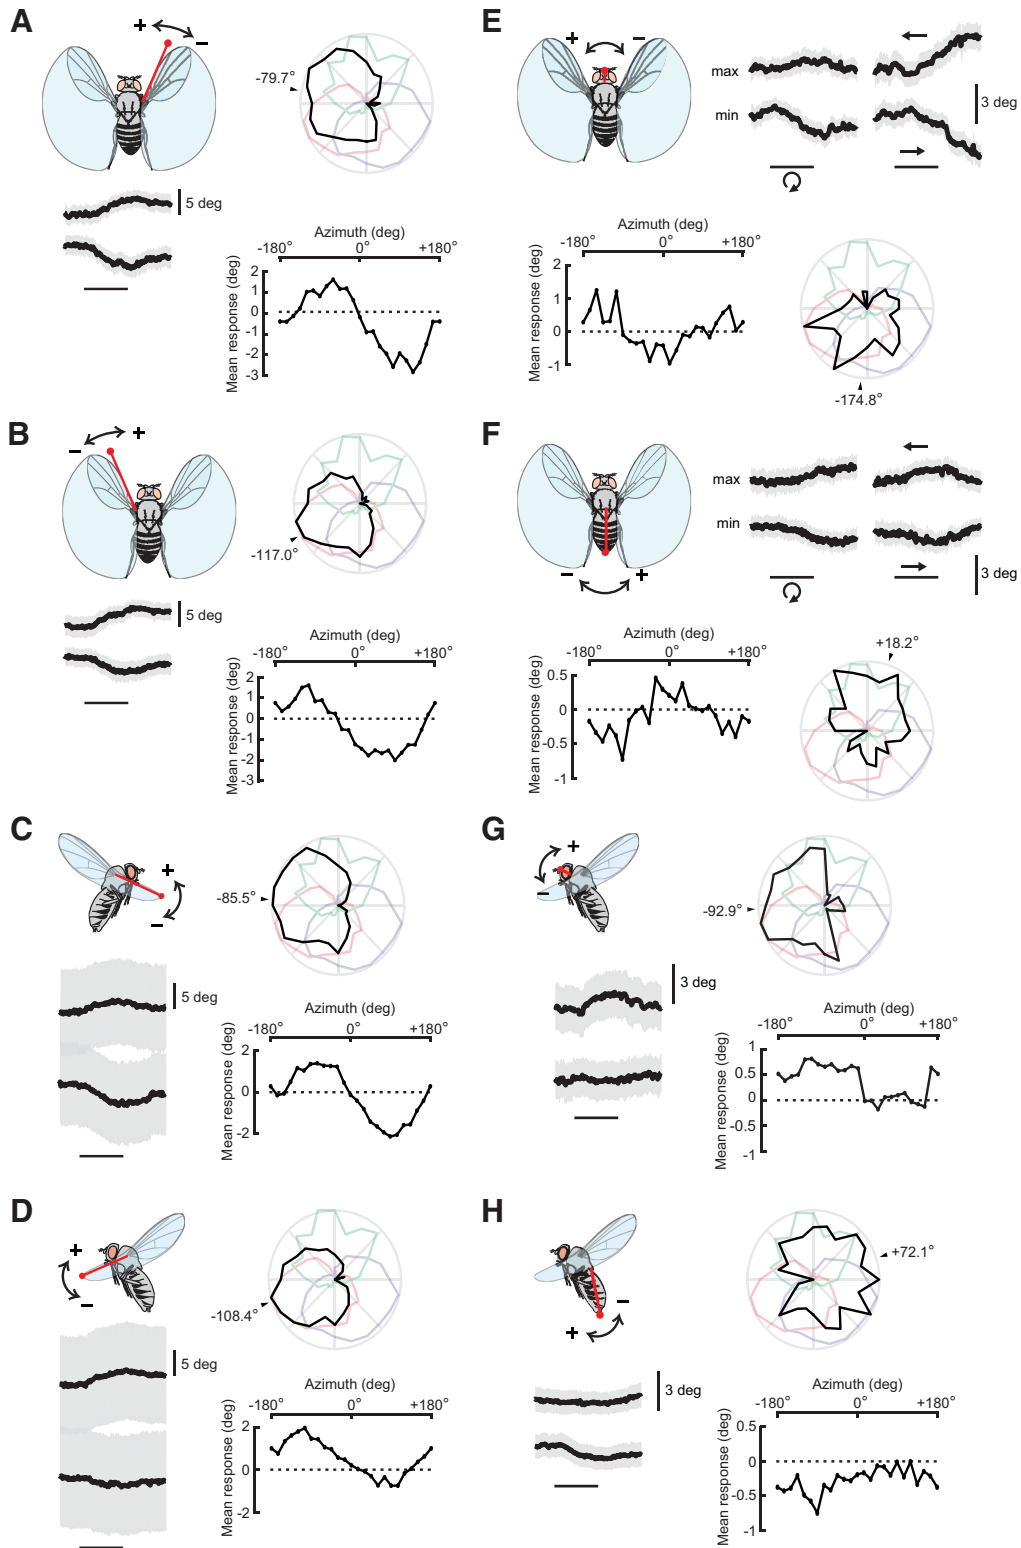 A
+
−
-79.7°
5 deg
Azimuth (deg)
-180° 0° +180°
Mean response (deg)
2
1
0
-1
-2
-3
B
−
+
-117.0°
5 deg
Azimuth (deg)
-180° 0° +180°
Mean response (deg)
2
1
0
-1
-2
-3
C
+
−
-85.5°
5 deg
Azimuth (deg)
-180° 0° +180°
Mean response (deg)
2
0
-2
D
+
−
-108.4°
5 deg
Azimuth (deg)
-180° 0° +180°
Mean response (deg)
2
0
-2
E
+
−
max
min
3 deg
Azimuth (deg)
-180° 0° +180°
Mean response (deg)
2
1
0
-1
-174.8°
F
−
+
max
min
3 deg
Azimuth (deg)
-180° 0° +180°
Mean response (deg)
0.5
0
-0.5
-1
+18.2°
G
+
−
-92.9°
3 deg
Azimuth (deg)
-180° 0° +180°
Mean response (deg)
1
0.5
0
-0.5
-1
H
−
+
+72.1°
3 deg
Azimuth (deg)
-180° 0° +180°
Mean response (deg)
0.5
0
-0.5
-1